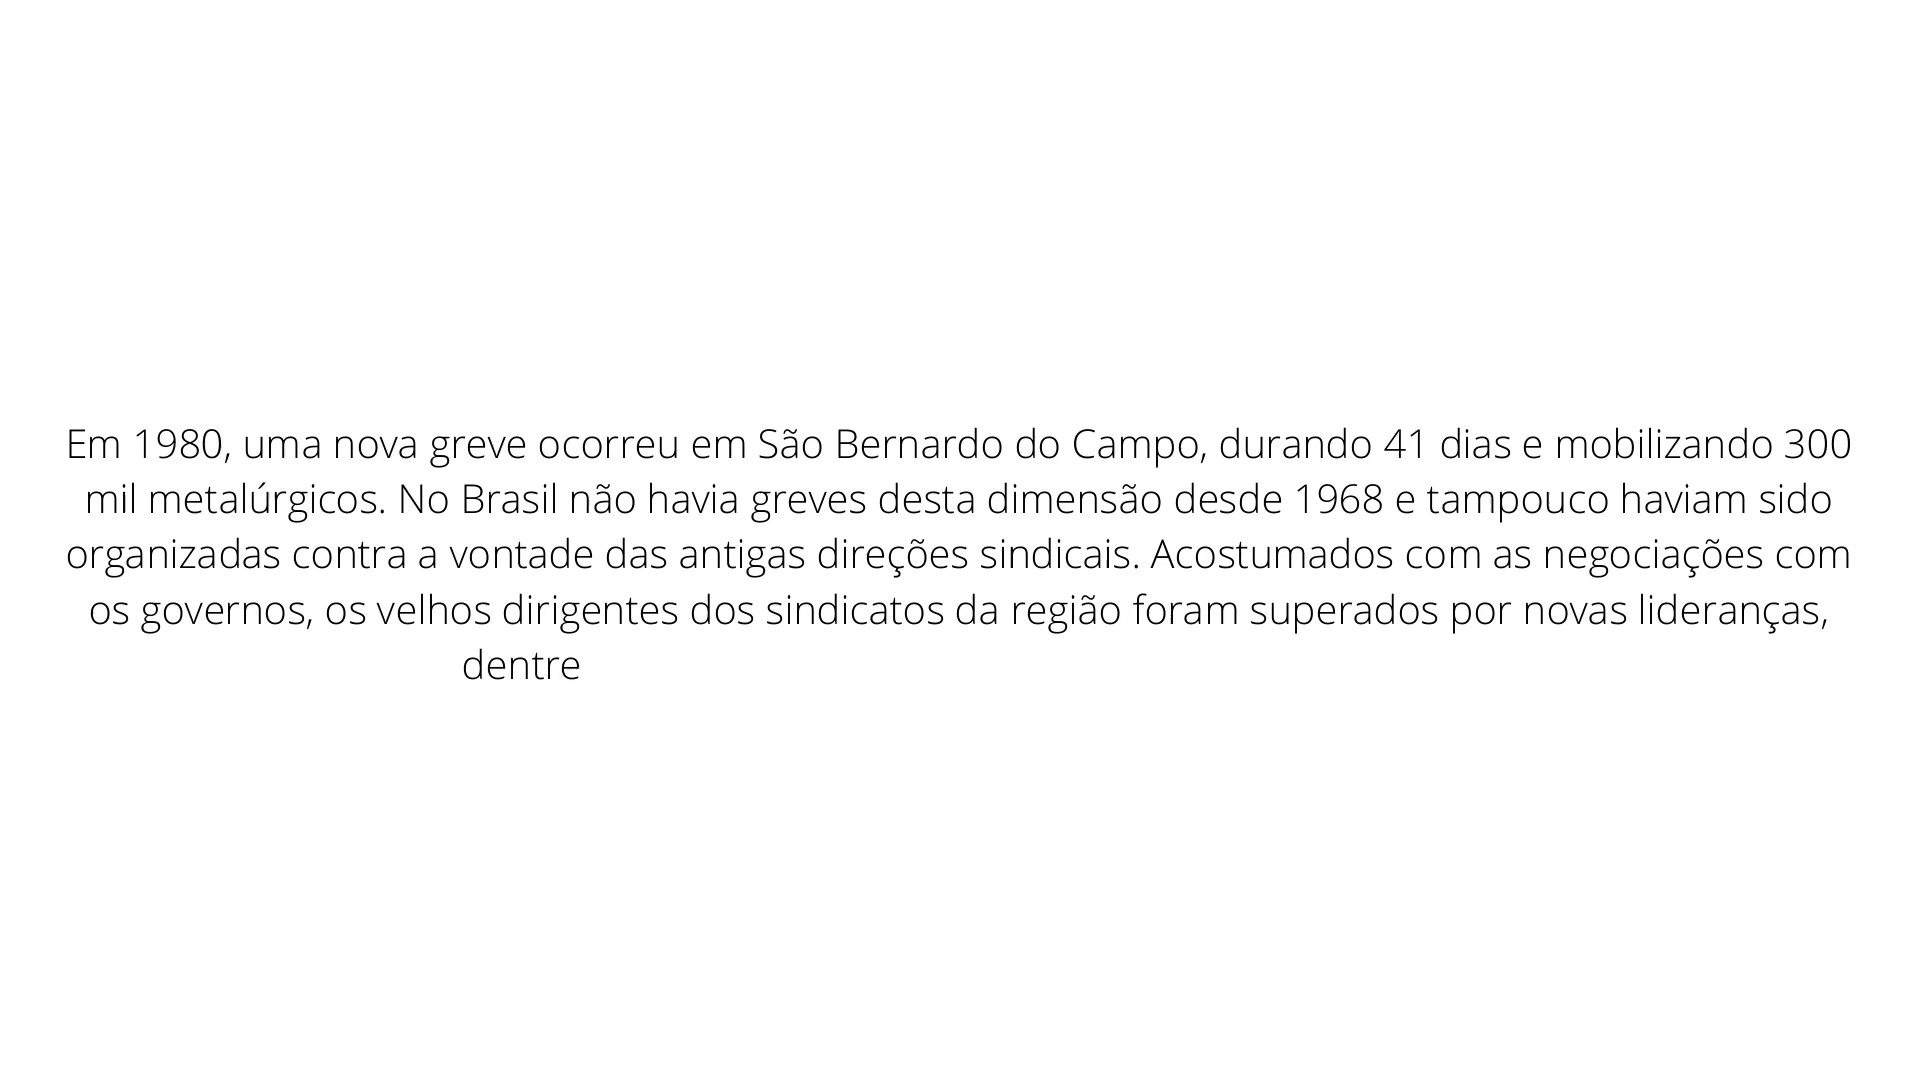 Em 1980, uma nova greve ocorreu em São Bernardo do Campo, durando 41 dias e mobilizando 300
mil metalúrgicos. No Brasil não havia greves desta dimensão desde 1968 e tampouco haviam sido
organizadas contra a vontade das antigas direções sindicais. Acostumados com as negociações com
os governos, os velhos dirigentes dos sindicatos da região foram superados por novas lideranças,
dentre